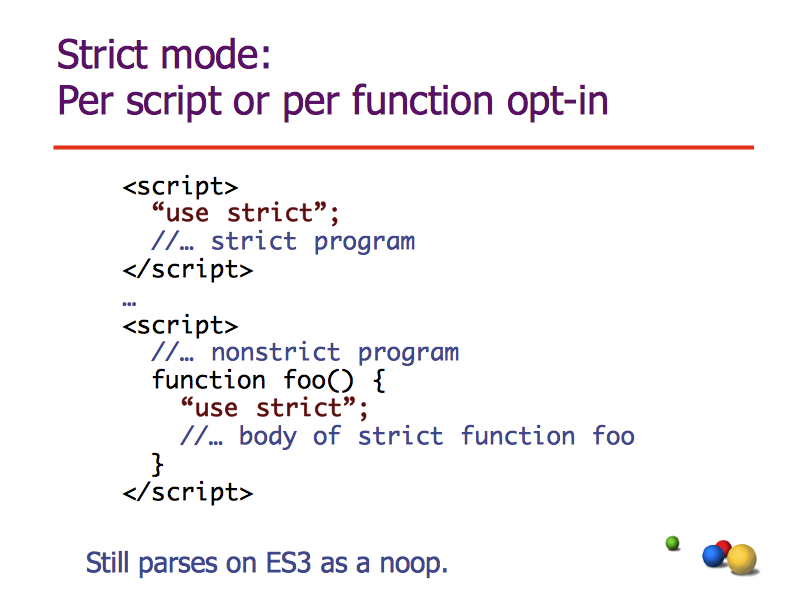 Strict mode:
Per script or per function opt-in
<script>
“use strict”;
//… strict program
</script>
…
<script>
//… nonstrict program
function foo() {
“use strict”;
//… body of strict function foo
}
</script>
Still parses on ES3 as a noop.